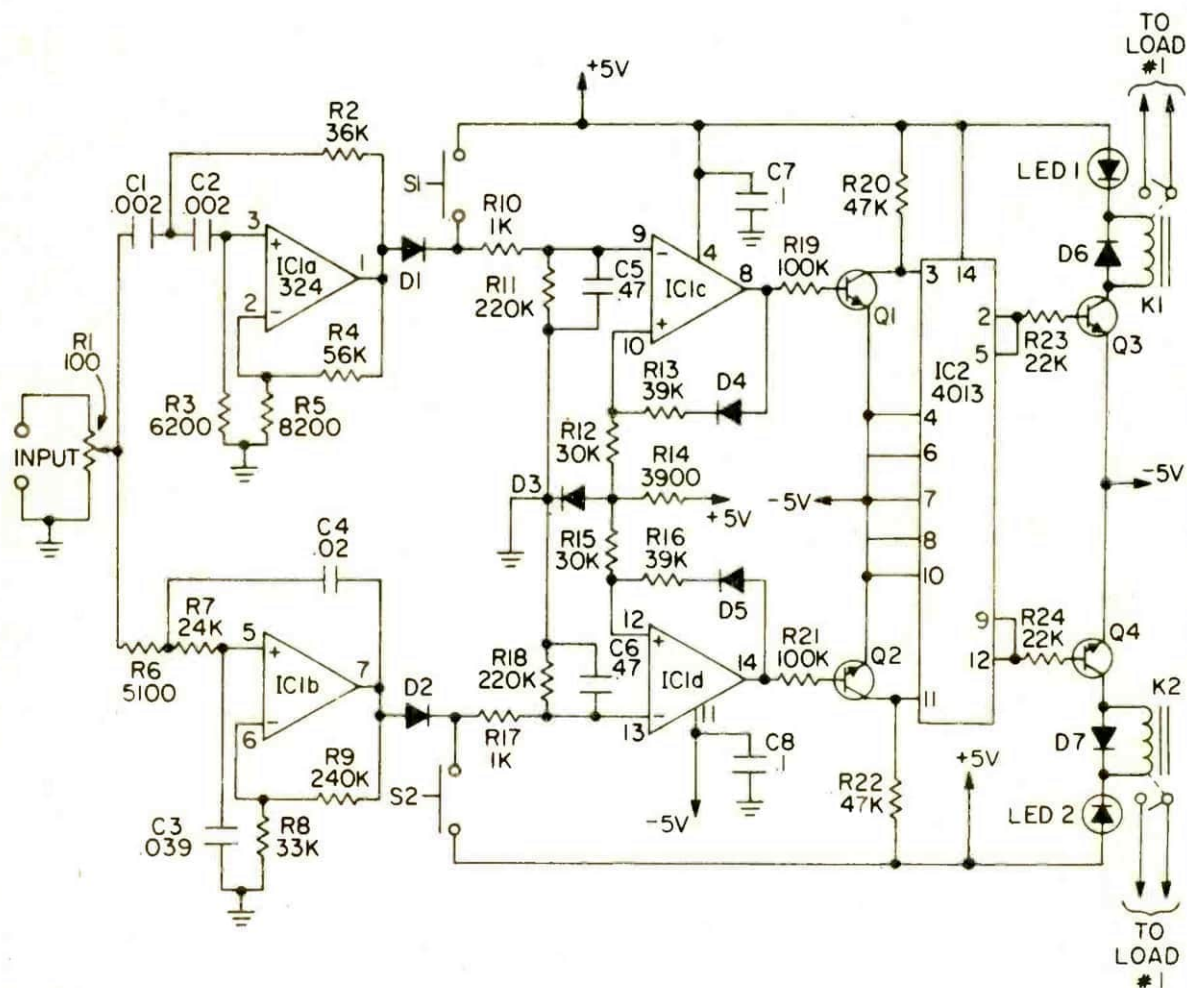 TO
LOAD
#1
+5V
R2
36K
C1
.002
C2
.002
3
+
IC1a
324
1
2
-
D1
S1
R10
1K
R11
220K
C5
.47
9
-
IC1c
4
8
+
10
C7
.1
R19
100K
Q1
R20
47K
3
14
IC2
4013
2
5
R23
22K
LED 1
D6
K1
Q3
R1
100
INPUT
R3
6200
R4
56K
R5
8200
R13
39K
D4
R12
30K
D3
R14
3900
+5V
-5V
4
6
7
8
10
-5V
R15
30K
R16
39K
D5
C4
.02
R7
24K
R6
5100
5
+
IC1b
7
-
6
D2
R9
240K
R8
33K
C3
.039
R18
220K
C6
.47
R17
1K
S2
12
+
IC1d
14
-
13
11
C8
.1
-5V
R21
100K
Q2
R22
47K
9
12
11
R24
22K
Q4
K2
D7
LED 2
+5V
TO
LOAD
#1